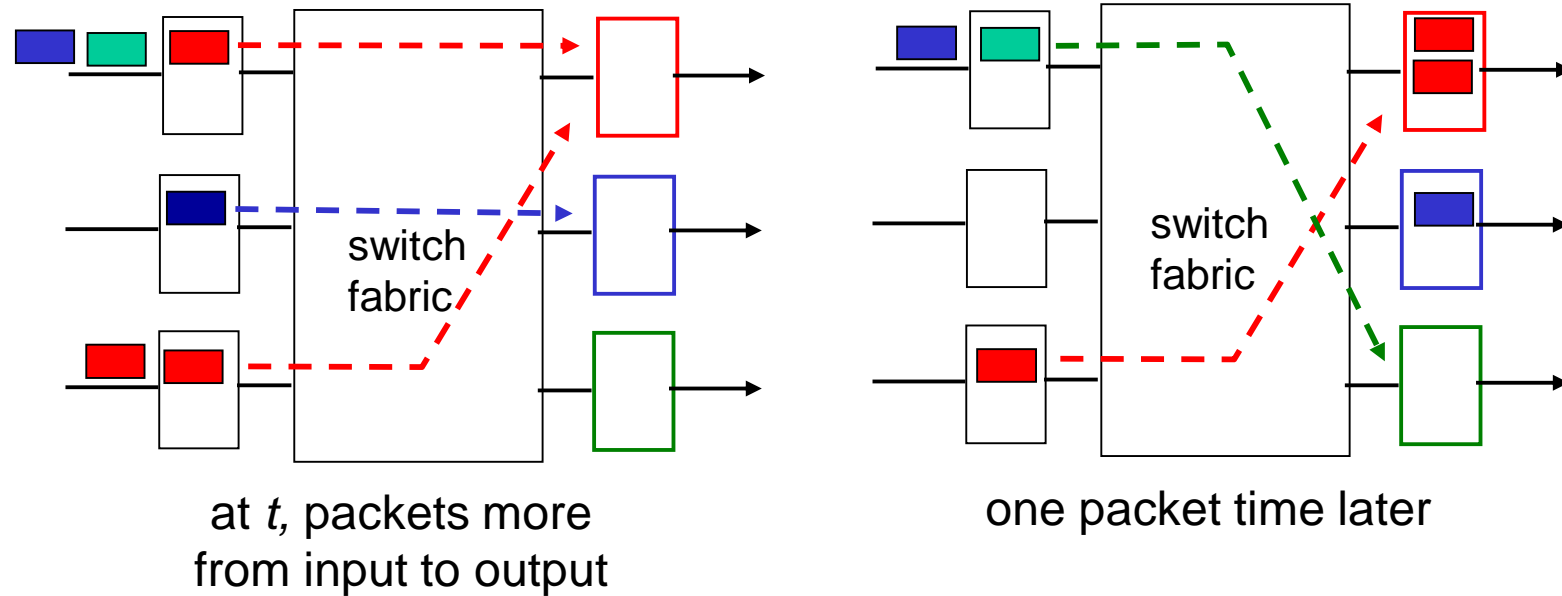 switch
fabric
at t, packets more
from input to output
switch
fabric
one packet time later